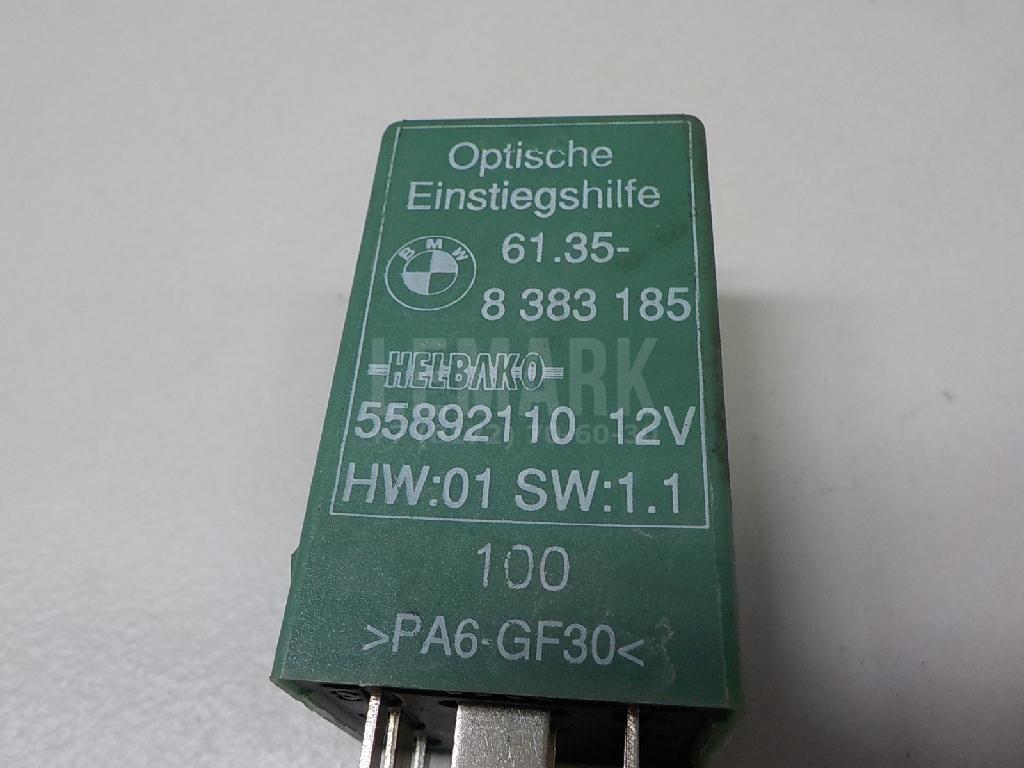 Optische
Einstiegshilfe
BMW
61.35-
8 383 185
HELBAKO
LEMARK
55892110 12V
HW:01 SW:1.1
100
>PA6-GF30<